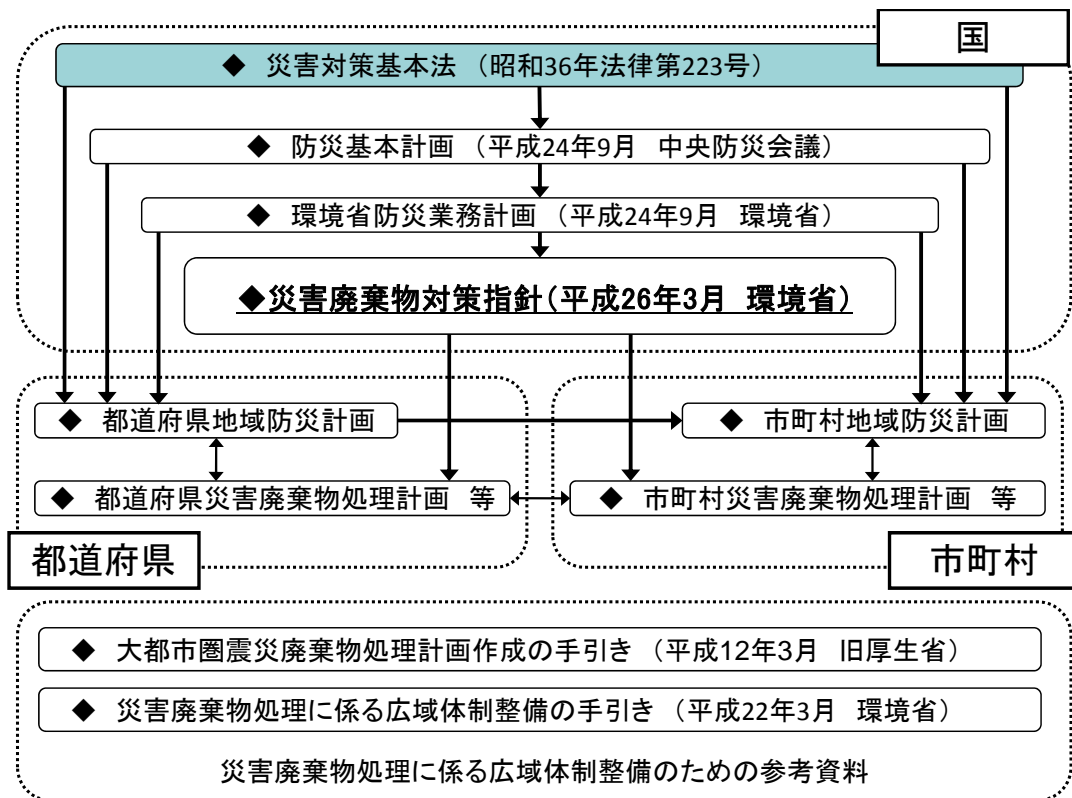 国
◆ 災害対策基本法 （昭和36年法律第223号）
◆ 防災基本計画 （平成24年9月 中央防災会議）
◆ 環境省防災業務計画 （平成24年9月 環境省）
◆災害廃棄物対策指針（平成26年3月 環境省）
◆ 都道府県地域防災計画
◆ 市町村地域防災計画
◆ 都道府県災害廃棄物処理計画 等
◆ 市町村災害廃棄物処理計画 等
都道府県
市町村
◆ 大都市圏震災廃棄物処理計画作成の手引き （平成12年3月 旧厚生省）
◆ 災害廃棄物処理に係る広域体制整備の手引き （平成22年3月 環境省）
災害廃棄物処理に係る広域体制整備のための参考資料